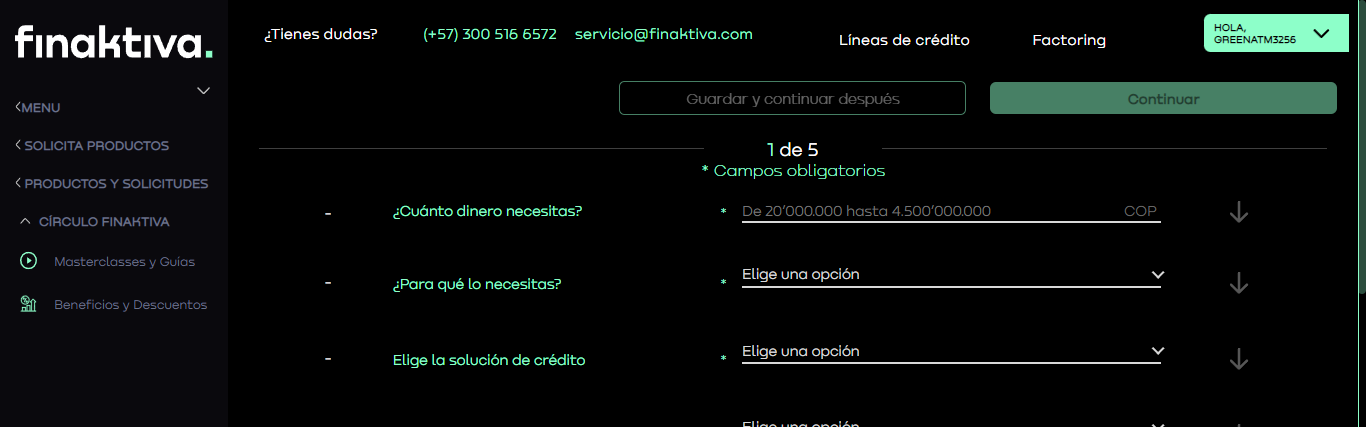 finaktiva.
¿Tienes dudas? (+57) 300 516 6572 servicio@finaktiva.com Líneas de crédito Factoring
HOLA,
GREENATM3256
MENU
SOLICITA PRODUCTOS
PRODUCTOS Y SOLICITUDES
CÍRCULO FINAKTIVA
Masterclasses y Guias
Beneficios y Descuentos
Guardar y continuar después Continuar
1 de 5
* Campos obligatorios
- ¿Cuánto dinero necesitas? * De 20'000.000 hasta 4.500'000.000 COP
- ¿Para qué lo necesitas? * Elige una opción
- Elige la solución de crédito * Elige una opción
Elige una opción